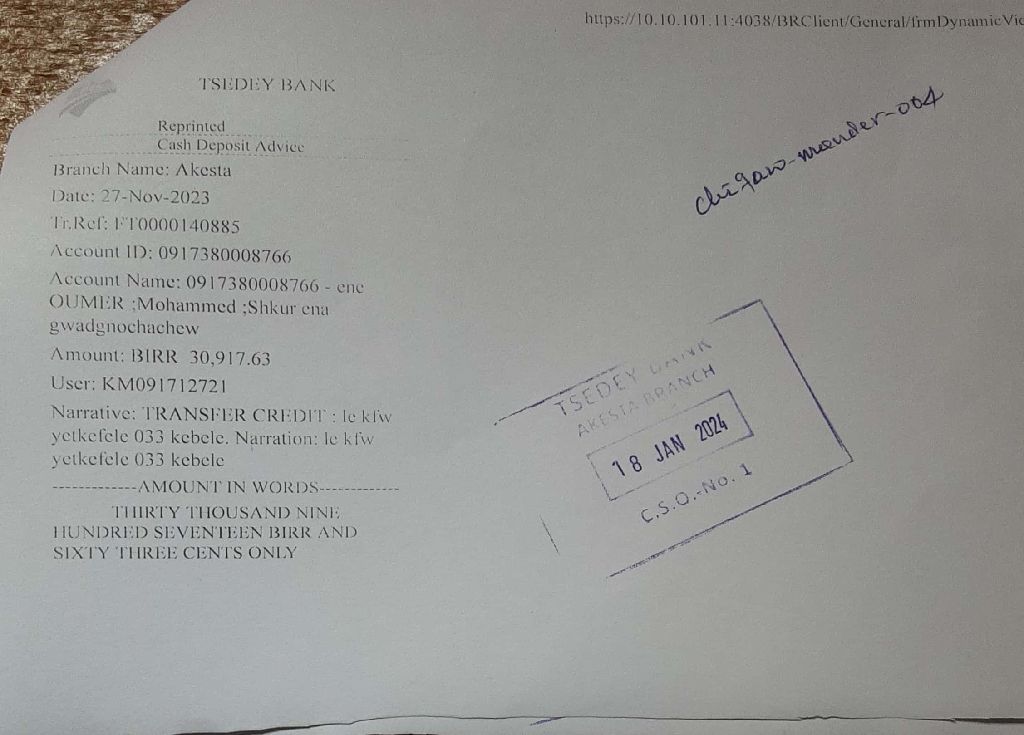 https://10.10.101.11:4038/BRClient/General/frmDynamicVie
TSEDEY BANK
Reprinted
Cash Deposit Advice
Branch Name: Akesta
Date: 27-Nov-2023
Tr.Ref: FT0000140885
Account ID: 0917380008766
Account Name: 0917380008766 - ene
OUMER ;Mohammed ;Shkur ena
gwadgnochachew
Amount: BIRR 30,917.63
User: KM091712721
Narrative: TRANSFER CREDIT : le kfw
yetkefele 033 kebele. Narration: le kfw
yetkefele 033 kebele
-------------AMOUNT IN WORDS------------
THIRTY THOUSAND NINE
HUNDRED SEVENTEEN BIRR AND
SIXTY THREE CENTS ONLY
-004
TSEDEY BANK
AKESTA BRANCH
18 JAN 2024
C.S.O.-No. 1